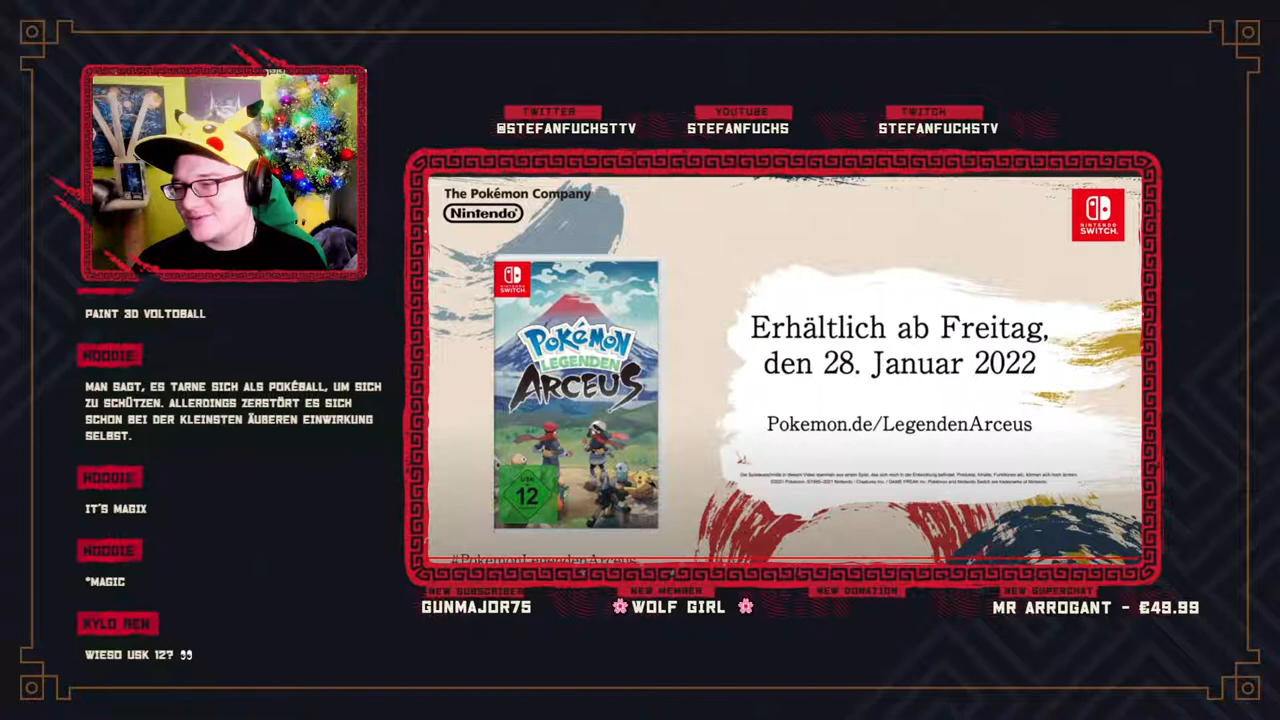 TWITTER
@STEFANFUCHSTTV
YOUTUBE
STEFANFUCHS
TWITCH
STEFANFUCHSTV
The Pokémon Company
Nintendo
NINTENDO
SWITCH
NINTENDO
SWITCH
POKÉMON
LEGENDEN
ARCEUS
USK
12
Erhältlich ab Freitag,
den 28. Januar 2022
Pokemon.de/LegendenArceus
#PokemonLegendenArceus
PAINT 3D VOLTOBALL
HOODIE
MAN SAGT, ES TARNE SICH ALS POKÉBALL, UM SICH
ZU SCHÜTZEN. ALLERDINGS ZERSTÖRT ES SICH
SCHON BEI DER KLEINSTEN ÄUSSEREN EINWIRKUNG
SELBST.
HOODIE
IT'S MAGIX
HOODIE
*MAGIC
KYLO REN
WIESO USK 12? 👀
NEW SUBSCRIBER
GUNMAJOR75
NEW MEMBER
🌸WOLF GIRL 🌸
NEW DONATION
NEW SUPERCHAT
MR ARROGANT - €49.99